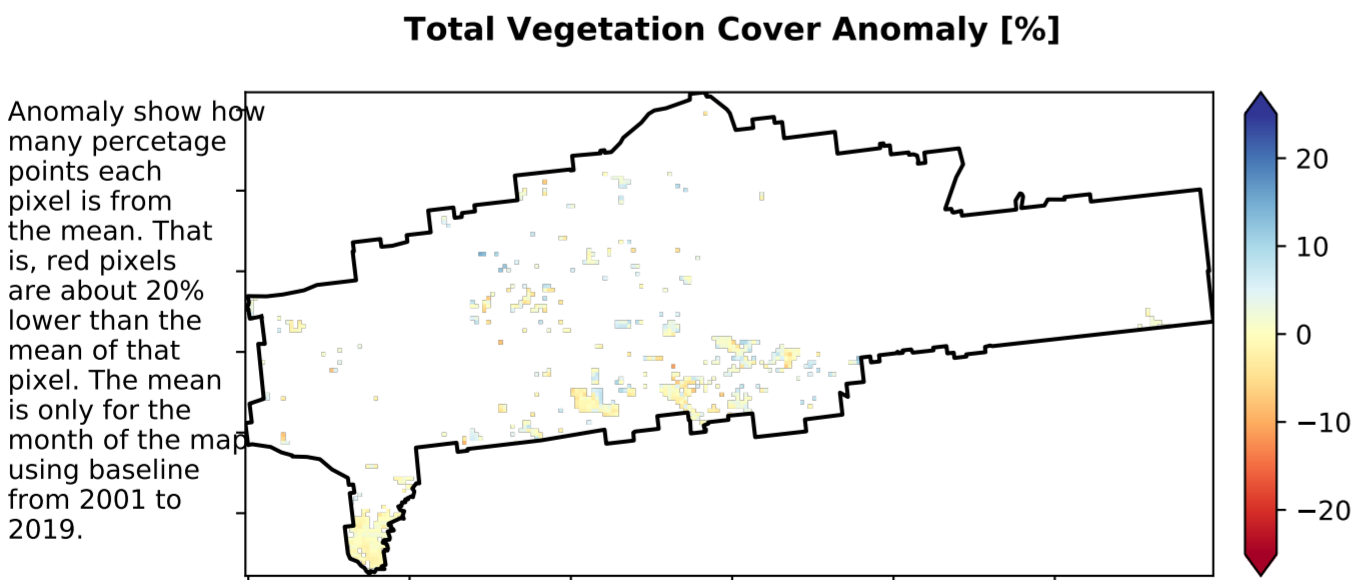 Total Vegetation Cover Anomaly [%]
Anomaly show how
many percetage
points each
pixel is from
the mean. That
is, red pixels
are about 20%
lower than the
mean of that
pixel. The mean
is only for the
month of the map
using baseline
from 2001 to
2019.
20
10
0
−10
−20